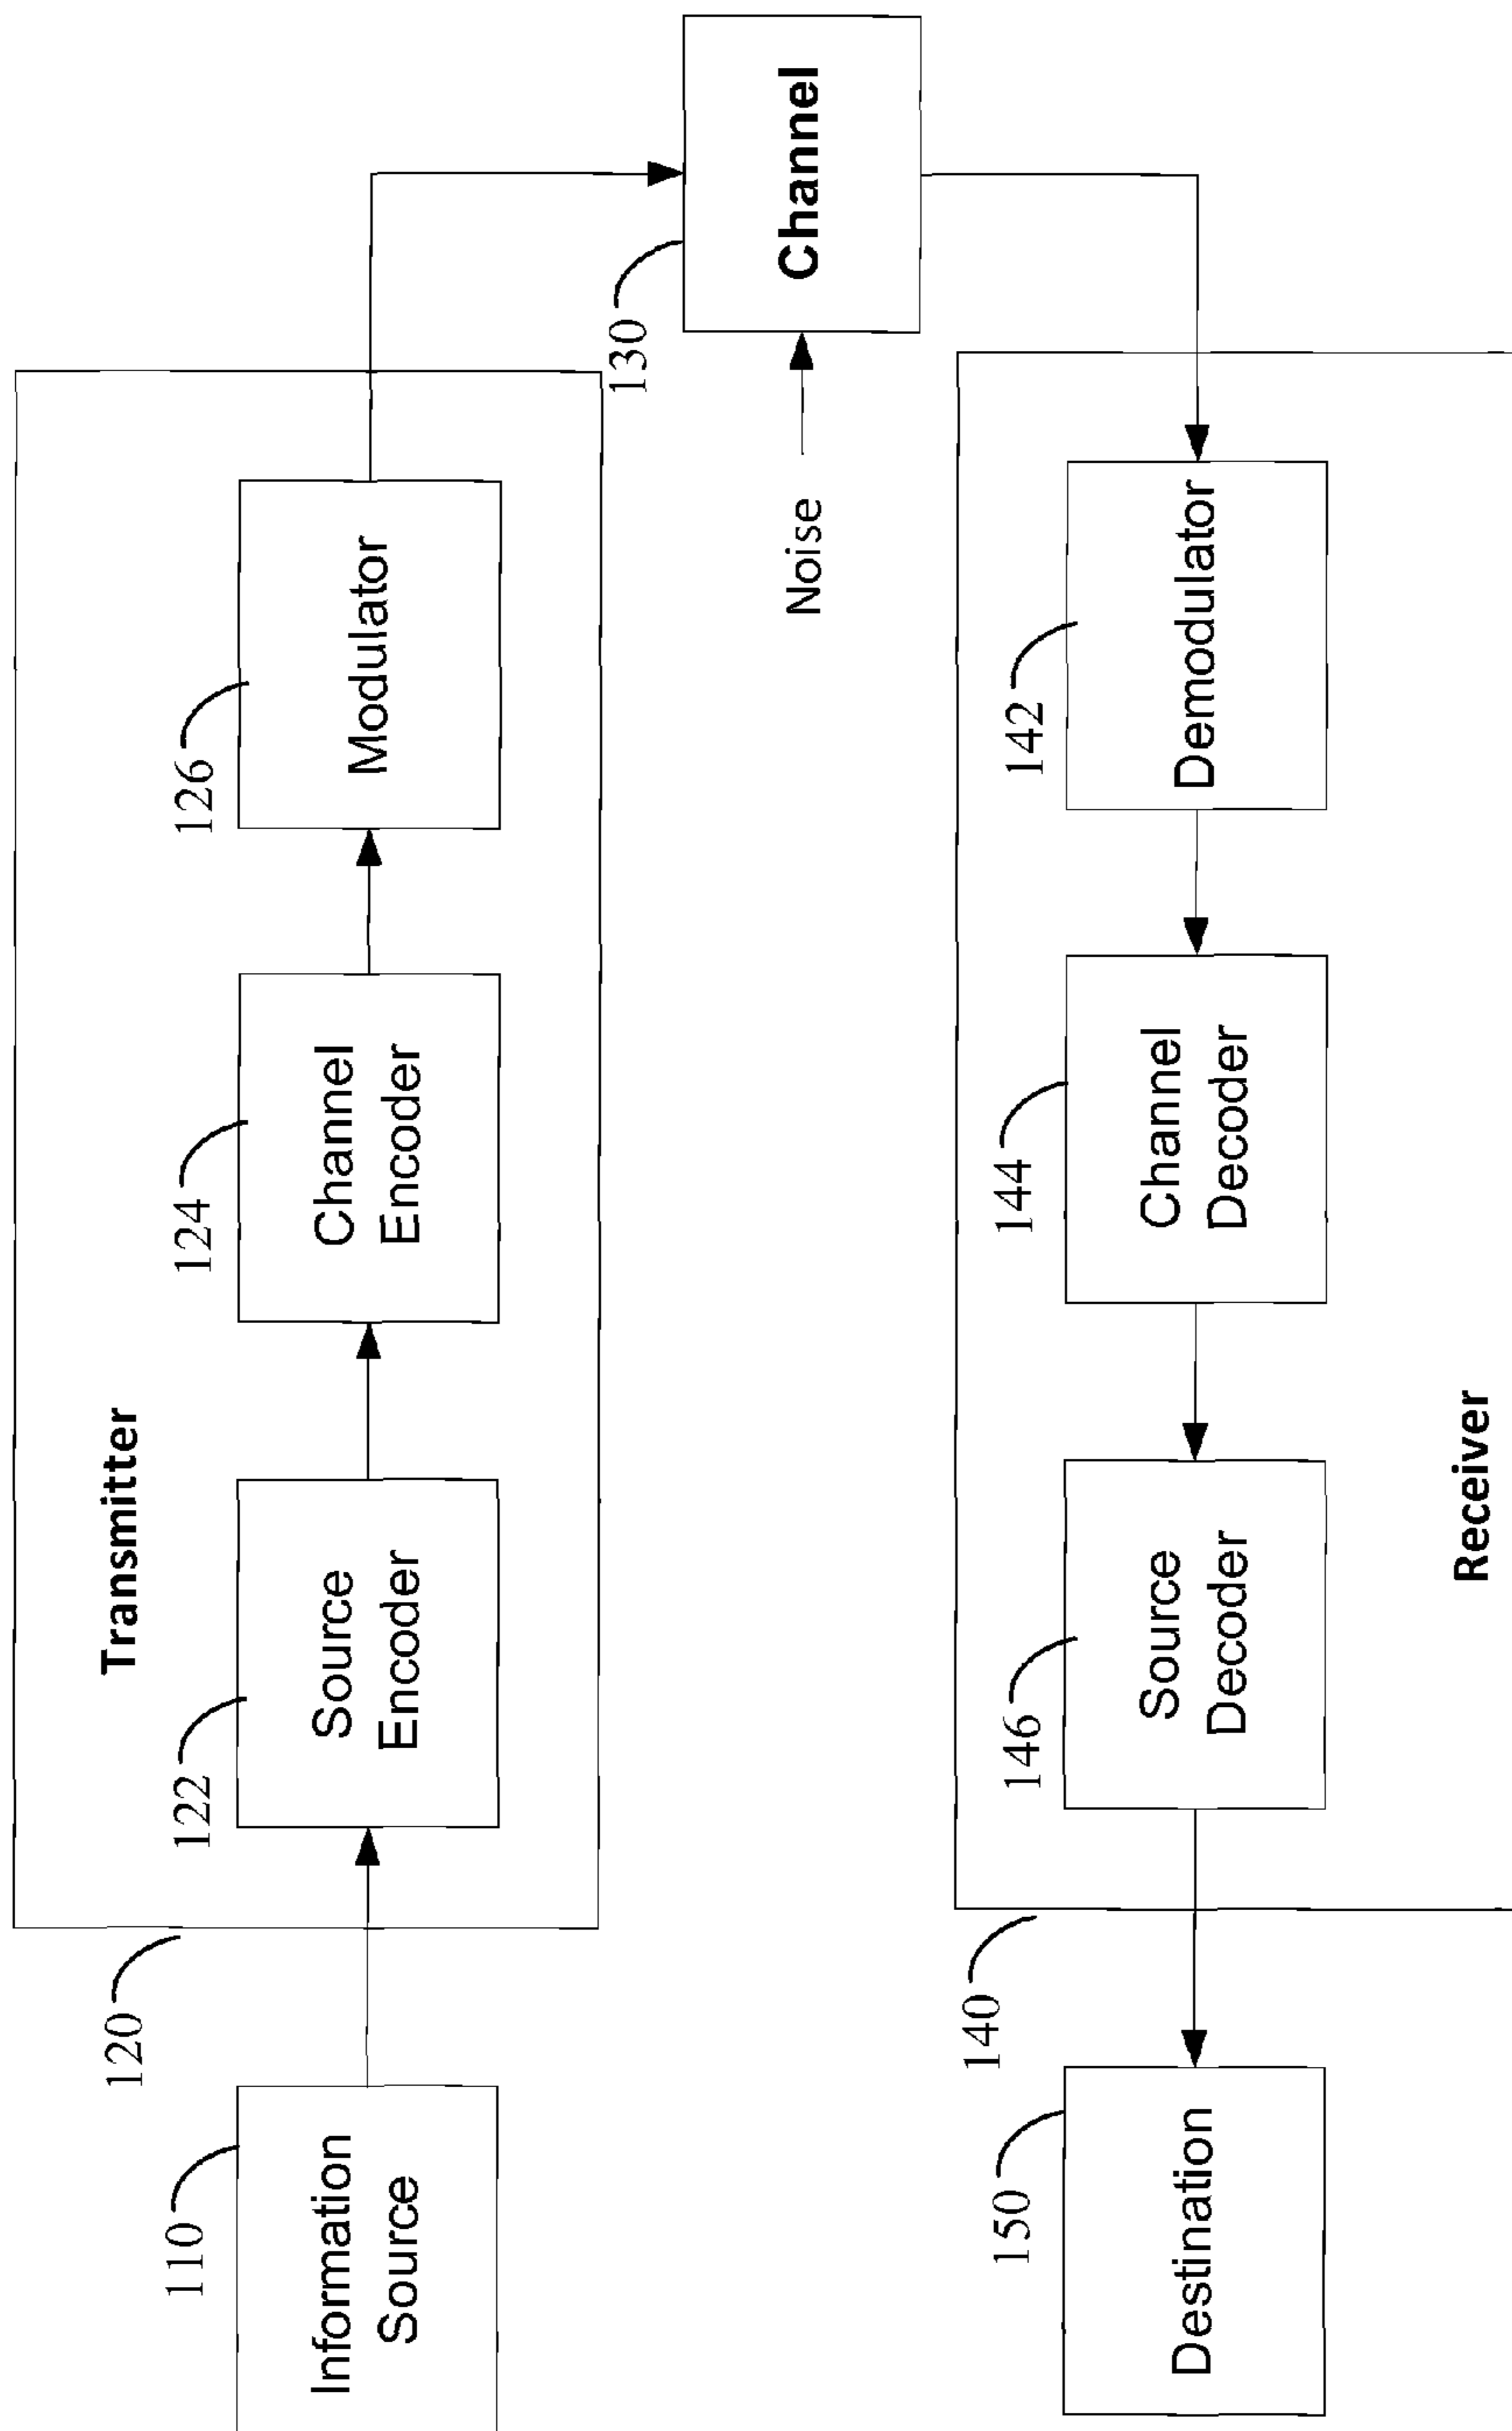 Transmitter
110
Information
Source
120
122
Source
Encoder
124
Channel
Encoder
126
Modulator
130
Channel
Noise
142
Demodulator
144
Channel
Decoder
146
Source
Decoder
140
150
Destination
Receiver